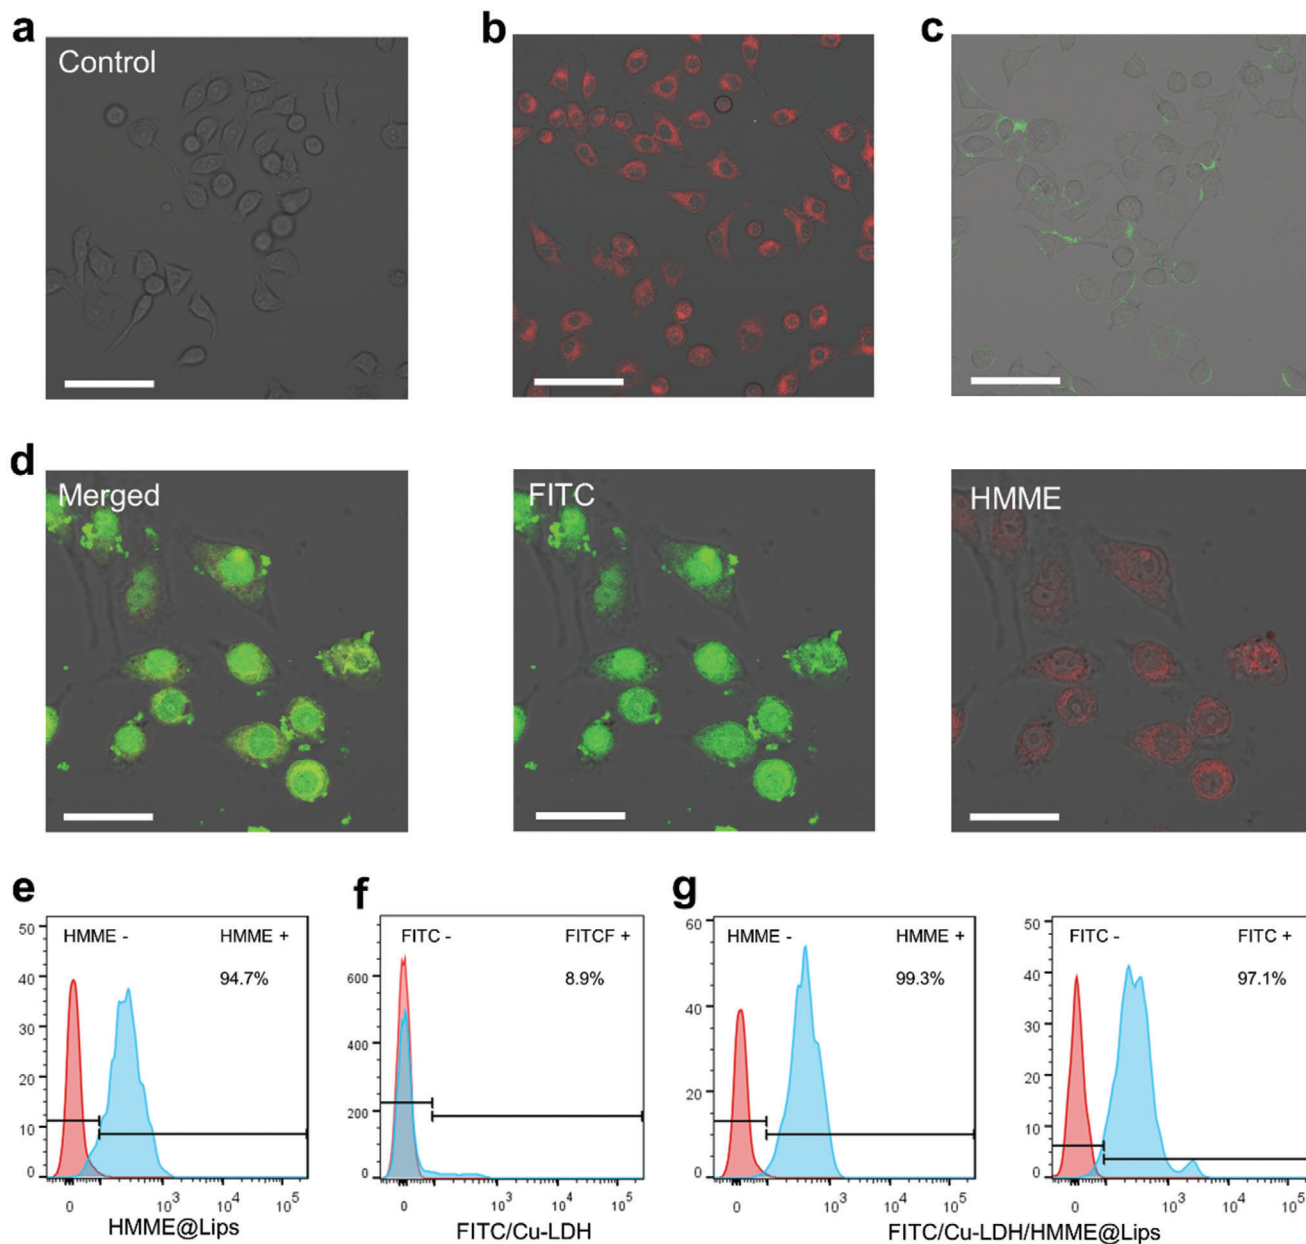 a
b
c
Control
d
Merged
FITC
HMME
e
f
g
HMME -
HMME +
94.7%
50
40
30
20
10
0
0
10³
10⁵
HMME@Lips
FITC -
FITCF +
8.9%
600
400
200
0
0
10³
10⁵
FITC/Cu-LDH
HMME -
HMME +
99.3%
60
40
20
0
0
10³
10⁵
FITC -
FITC +
97.1%
50
40
30
20
10
0
0
10³
10⁴
10⁵
FITC/Cu-LDH/HMME@Lips